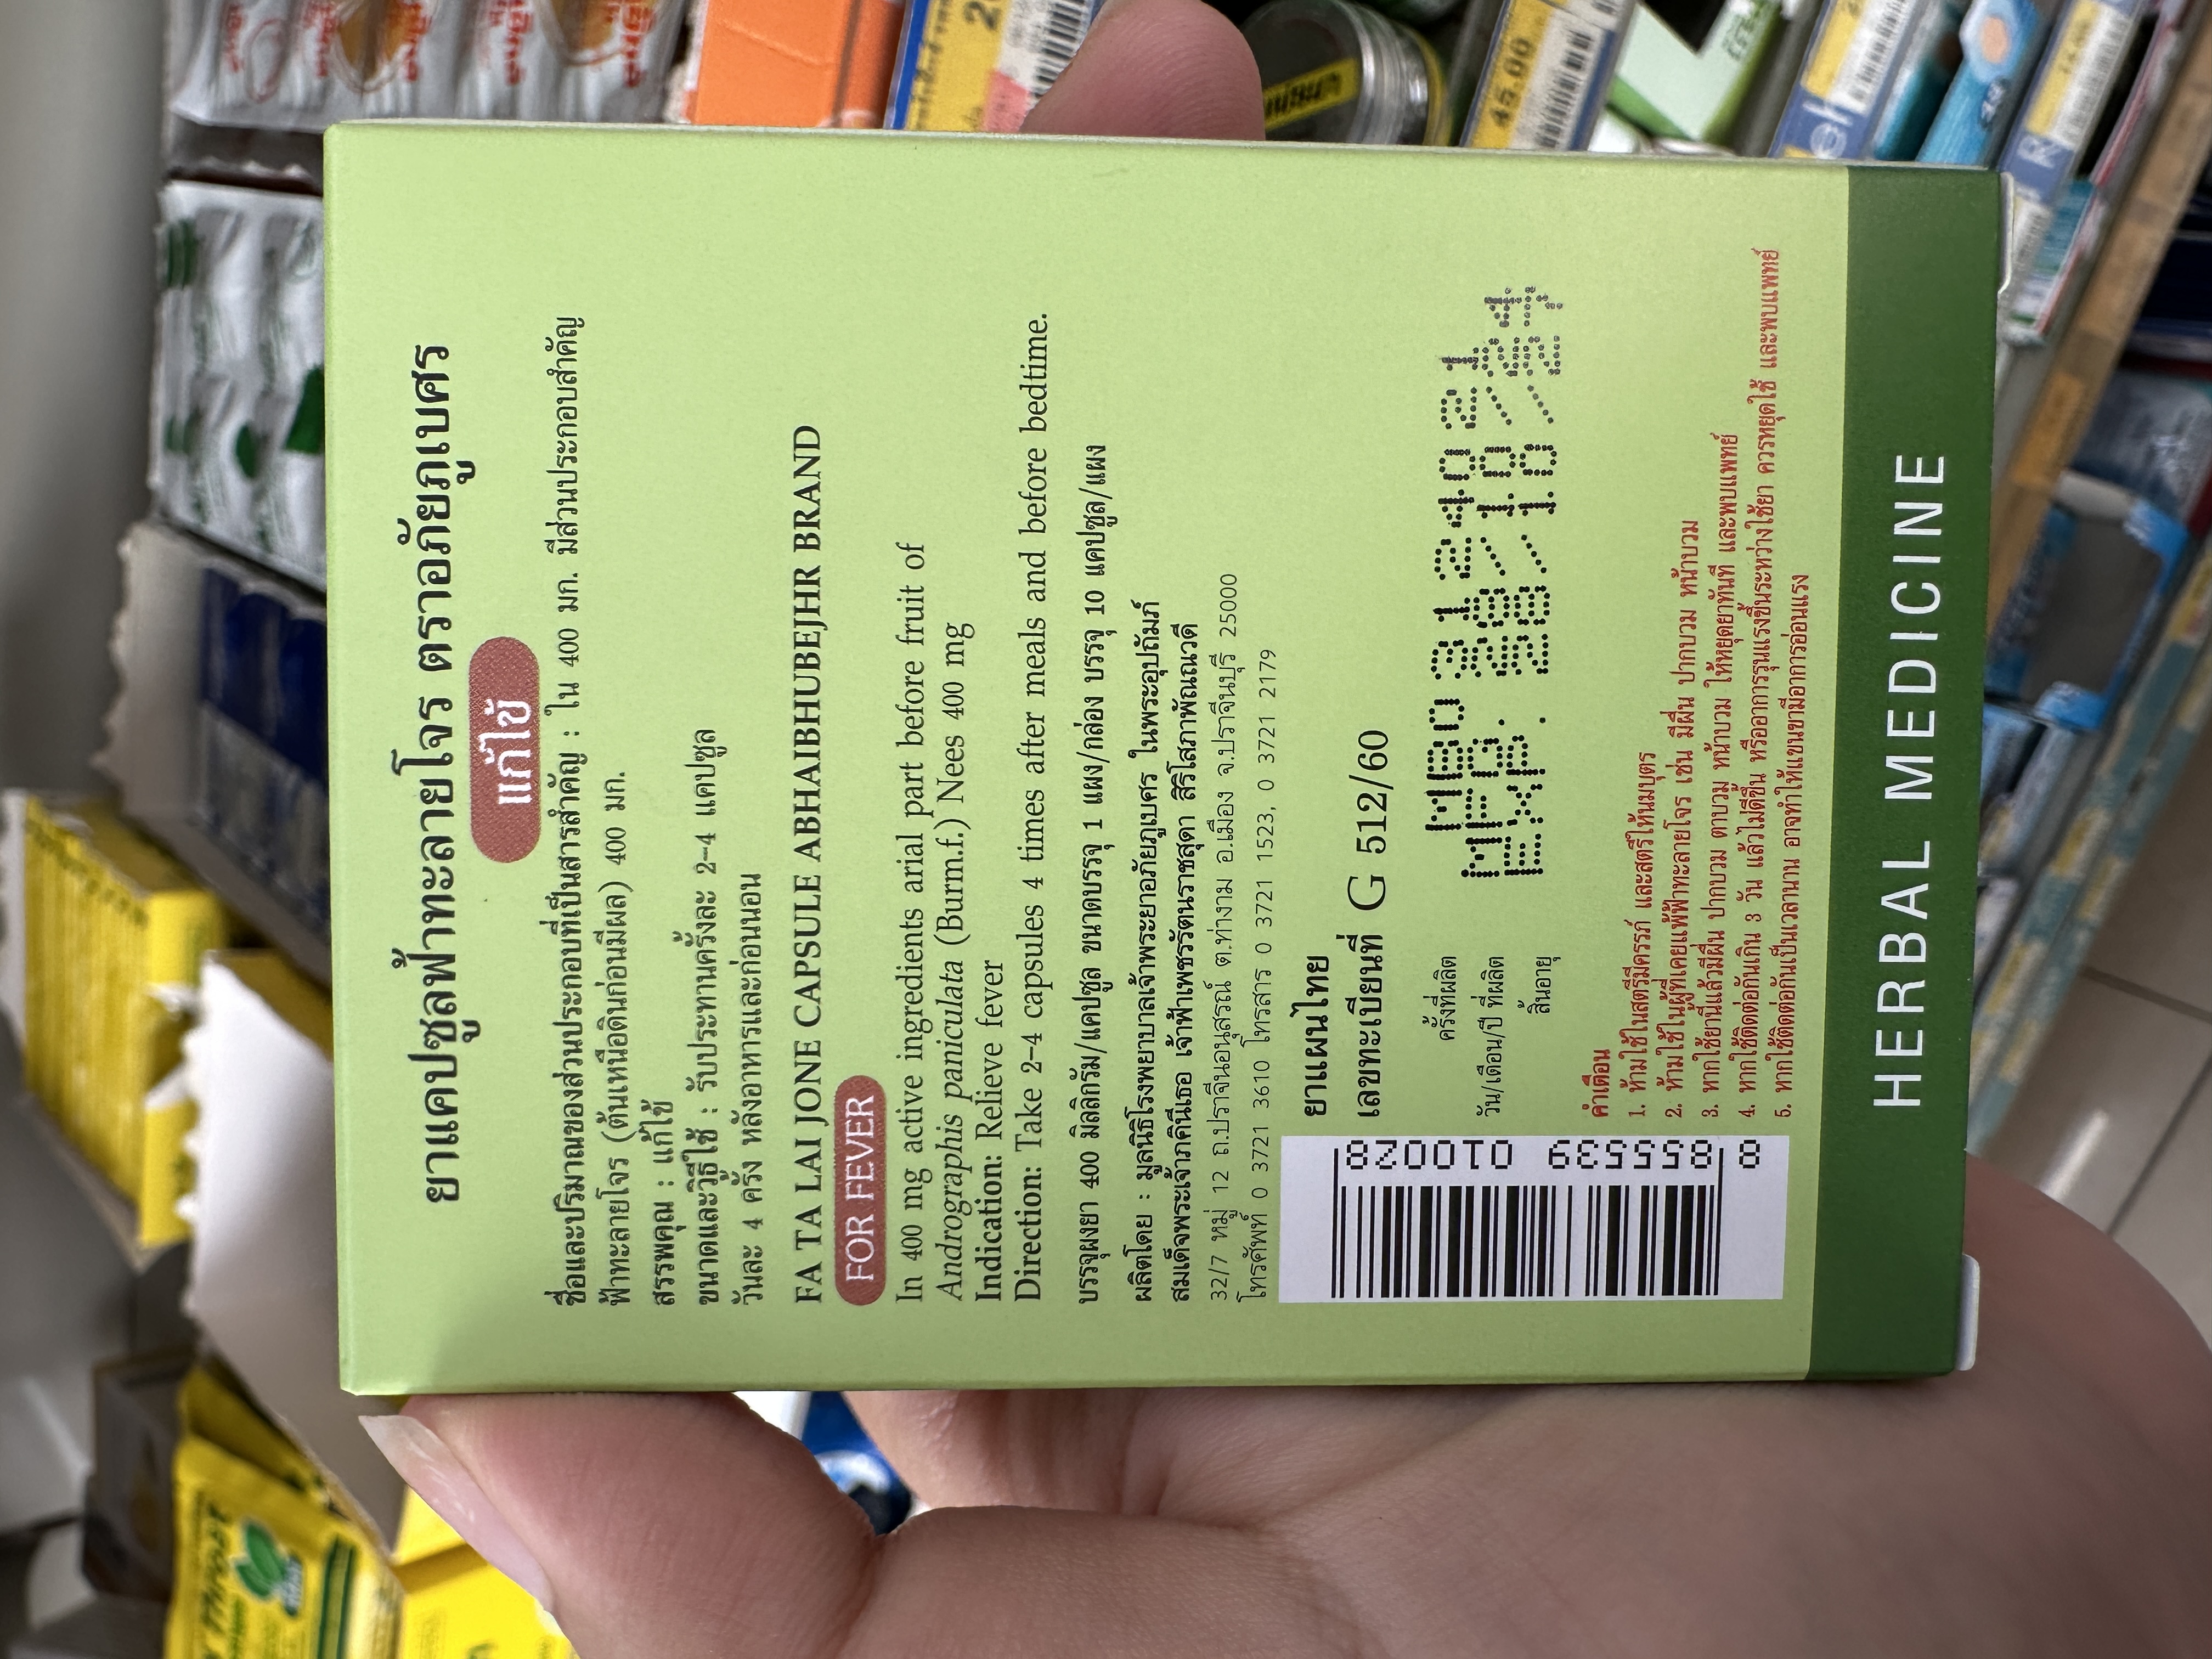 ยาแคปซูลฟ้าทะลายโจร ตราอภัยภูเบศร
แก้ไข้
ชื่อและปริมาณของส่วนประกอบที่เป็นสารสำคัญ : ใน 400 มก. มีส่วนประกอบสำคัญ
ฟ้าทะลายโจร (ต้นเหนือดินก่อนมีผล) 400 มก.
สรรพคุณ : แก้ไข้
ขนาดและวิธีใช้ : รับประทานครั้งละ 2-4 แคปซูล
วันละ 4 ครั้ง หลังอาหารและก่อนนอน
FA TA LAI JONE CAPSULE ABHAIBHUBEJHR BRAND
FOR FEVER
In 400 mg active ingredients arial part before fruit of
Andrographis paniculata (Burm.f.) Nees 400 mg
Indication: Relieve fever
Direction: Take 2-4 capsules 4 times after meals and before bedtime.
บรรจุผงยา 400 มิลลิกรัม/แคปซูล ขนาดบรรจุ 1 แผง/กล่อง บรรจุ 10 แคปซูล/แผง
ผลิตโดย : มูลนิธิโรงพยาบาลเจ้าพระยาอภัยภูเบศร ในพระอุปถัมภ์
สมเด็จพระเจ้าภคินีเธอ เจ้าฟ้าเพชรรัตนราชสุดา สิริโสภาพัณณวดี
32/7 หมู่ 12 ถ.ปราจีนอนุสรณ์ ต.ท่างาม อ.เมือง จ.ปราจีนบุรี 25000
โทรศัพท์ 0 3721 3610 โทรสาร 0 3721 1523, 0 3721 2179
8 855539 010028
ยาแผนไทย
เลขทะเบียนที่ G 512/60
ครั้งที่ผลิต
วัน/เดือน/ปี ที่ผลิต MFG.
สิ้นอายุ EXP.
คำเตือน
1. ห้ามใช้ในสตรีมีครรภ์ และสตรีให้นมบุตร
2. ห้ามใช้ในผู้ที่เคยแพ้ฟ้าทะลายโจร เช่น มีผื่น ปากบวม หน้าบวม
3. หากใช้ยานี้แล้วมีผื่น ปากบวม ตาบวม หน้าบวม ให้หยุดยาทันที และพบแพทย์
4. หากใช้ติดต่อกันเกิน 3 วัน แล้วไม่ดีขึ้น หรืออาการรุนแรงขึ้นระหว่างใช้ยา ควรหยุดใช้ และพบแพทย์
5. หากใช้ติดต่อกันเป็นเวลานาน อาจทำให้แขนขามีอาการอ่อนแรง
HERBAL MEDICINE
Throat
45.00